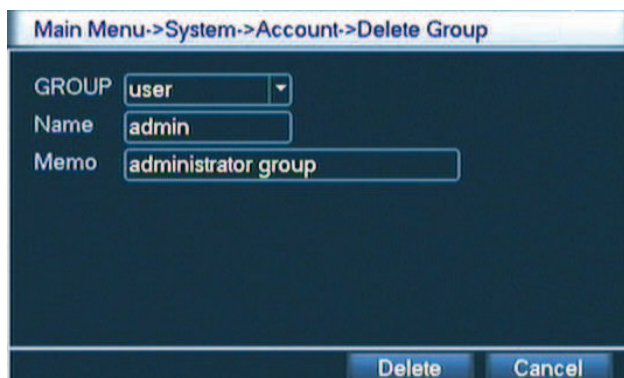 Main Menu->System->Account->Delete Group
GROUP user
Name admin
Memo administrator group
Delete Cancel